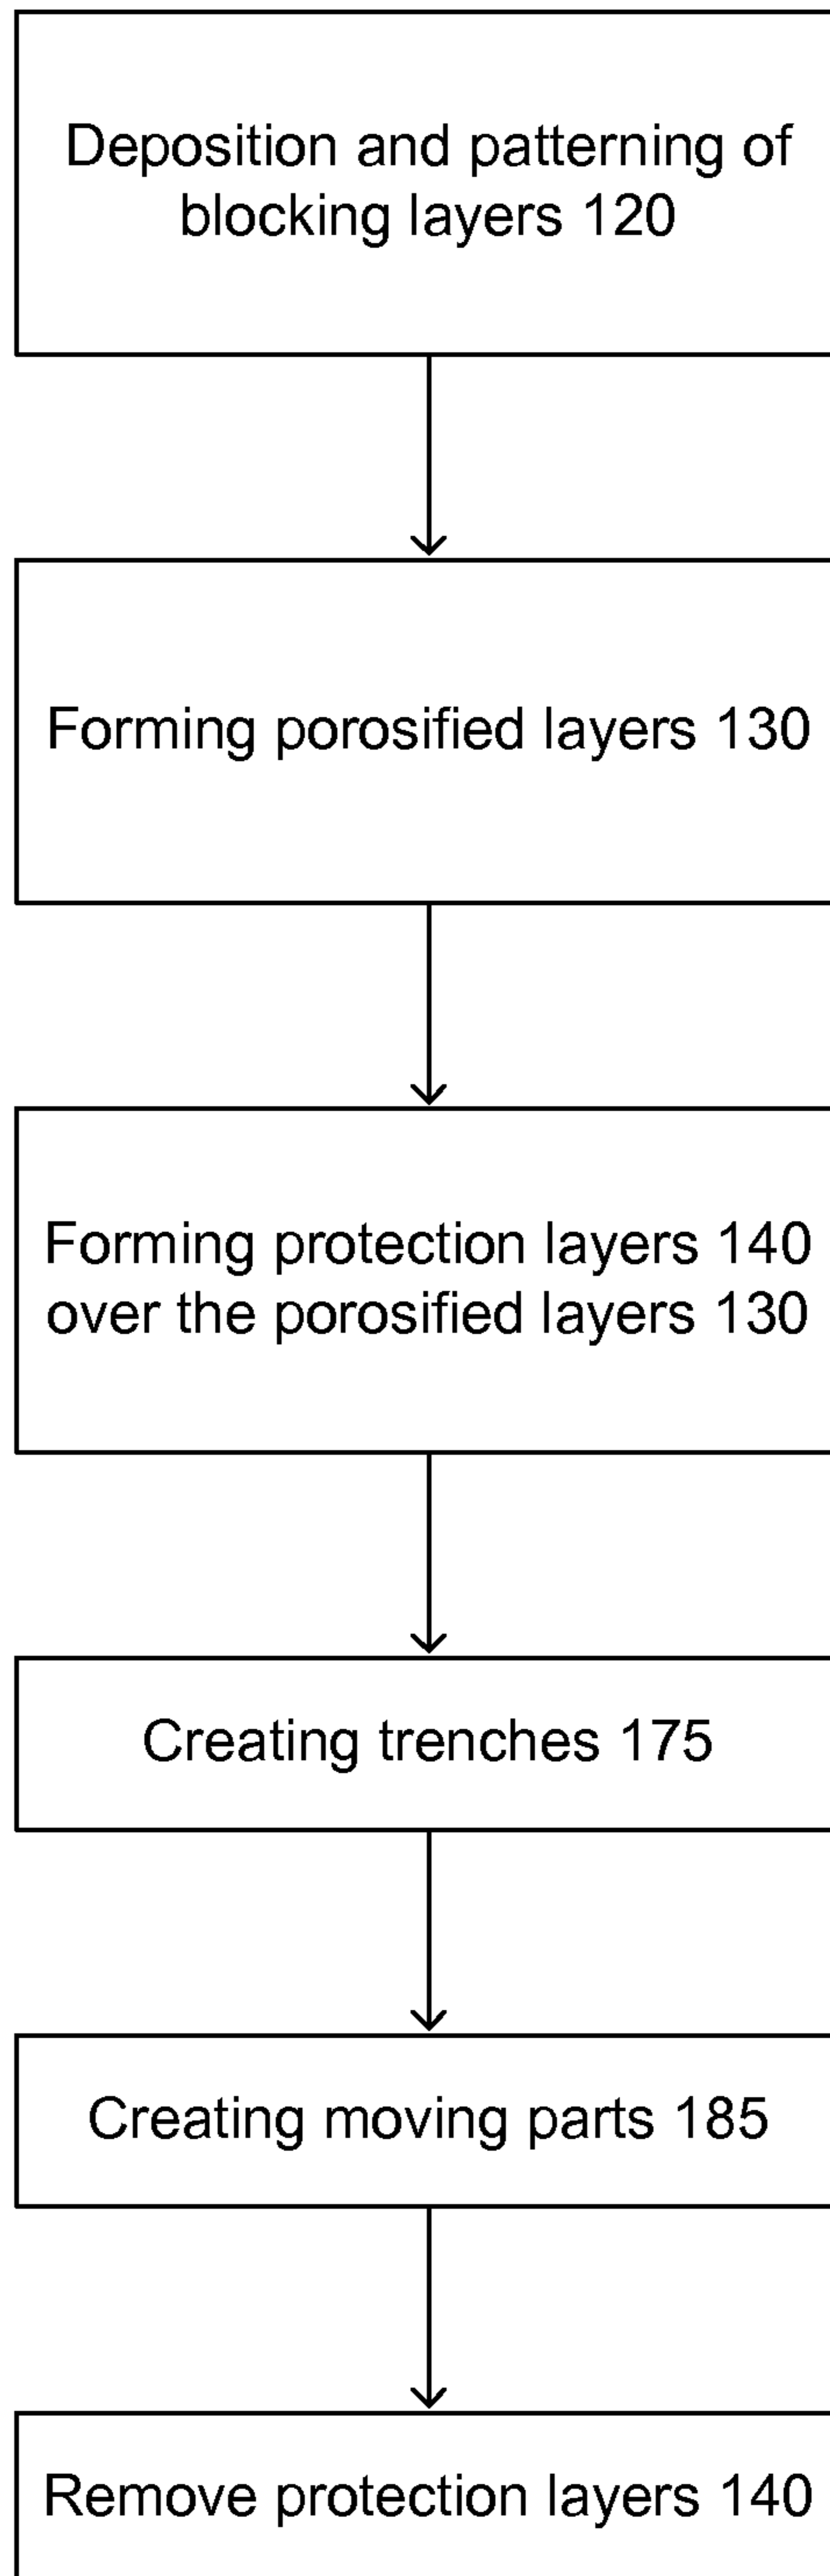 Deposition and patterning of
blocking layers 120
Forming porosified layers 130
Forming protection layers 140
over the porosified layers 130
Creating trenches 175
Creating moving parts 185
Remove protection layers 140